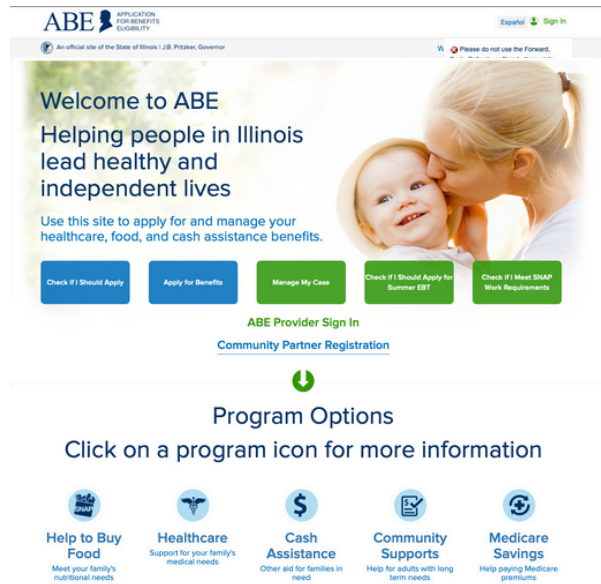 ABE APPLICATION
FOR BENEFITS
ELIGIBILITY
Español Sign In
An official site of the State of Illinois | J.B. Pritzker, Governor
Please do not use the Forward,
Welcome to ABE
Helping people in Illinois
lead healthy and
independent lives
Use this site to apply for and manage your
healthcare, food, and cash assistance benefits.
Check if I Should Apply
Apply for Benefits
Manage My Case
Check if I Should Apply for
Summer EBT
Check if I Meet SNAP
Work Requirements
ABE Provider Sign In
Community Partner Registration
Program Options
Click on a program icon for more information
SNAP
Help to Buy
Food
Meet your family's
nutritional needs
Healthcare
Support for your family's
medical needs
Cash
Assistance
Other aid for families in
need
Community
Supports
Help for adults with long
term needs
Medicare
Savings
Help paying Medicare
premiums